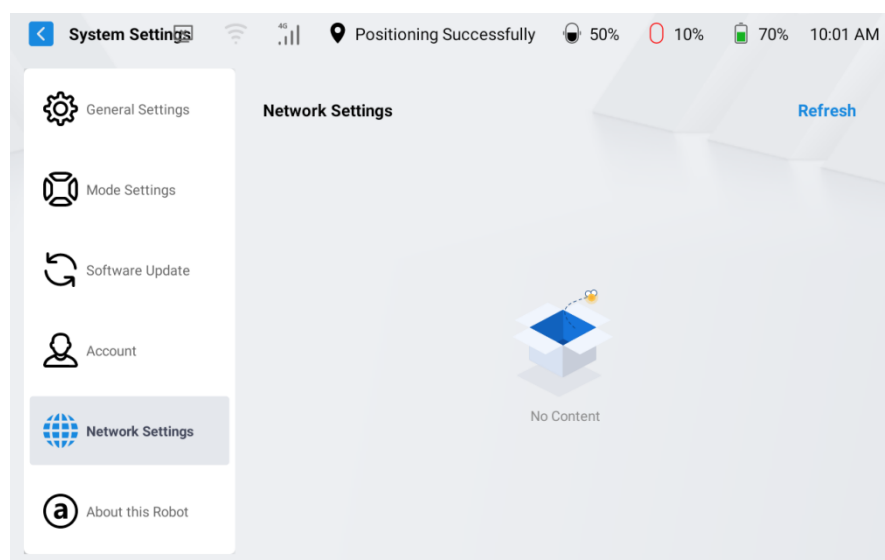 System Settings 4G Positioning Successfully 50% 10% 70% 10:01 AM
General Settings
Network Settings Refresh
Mode Settings
Software Update
Account
Network Settings
About this Robot
No Content